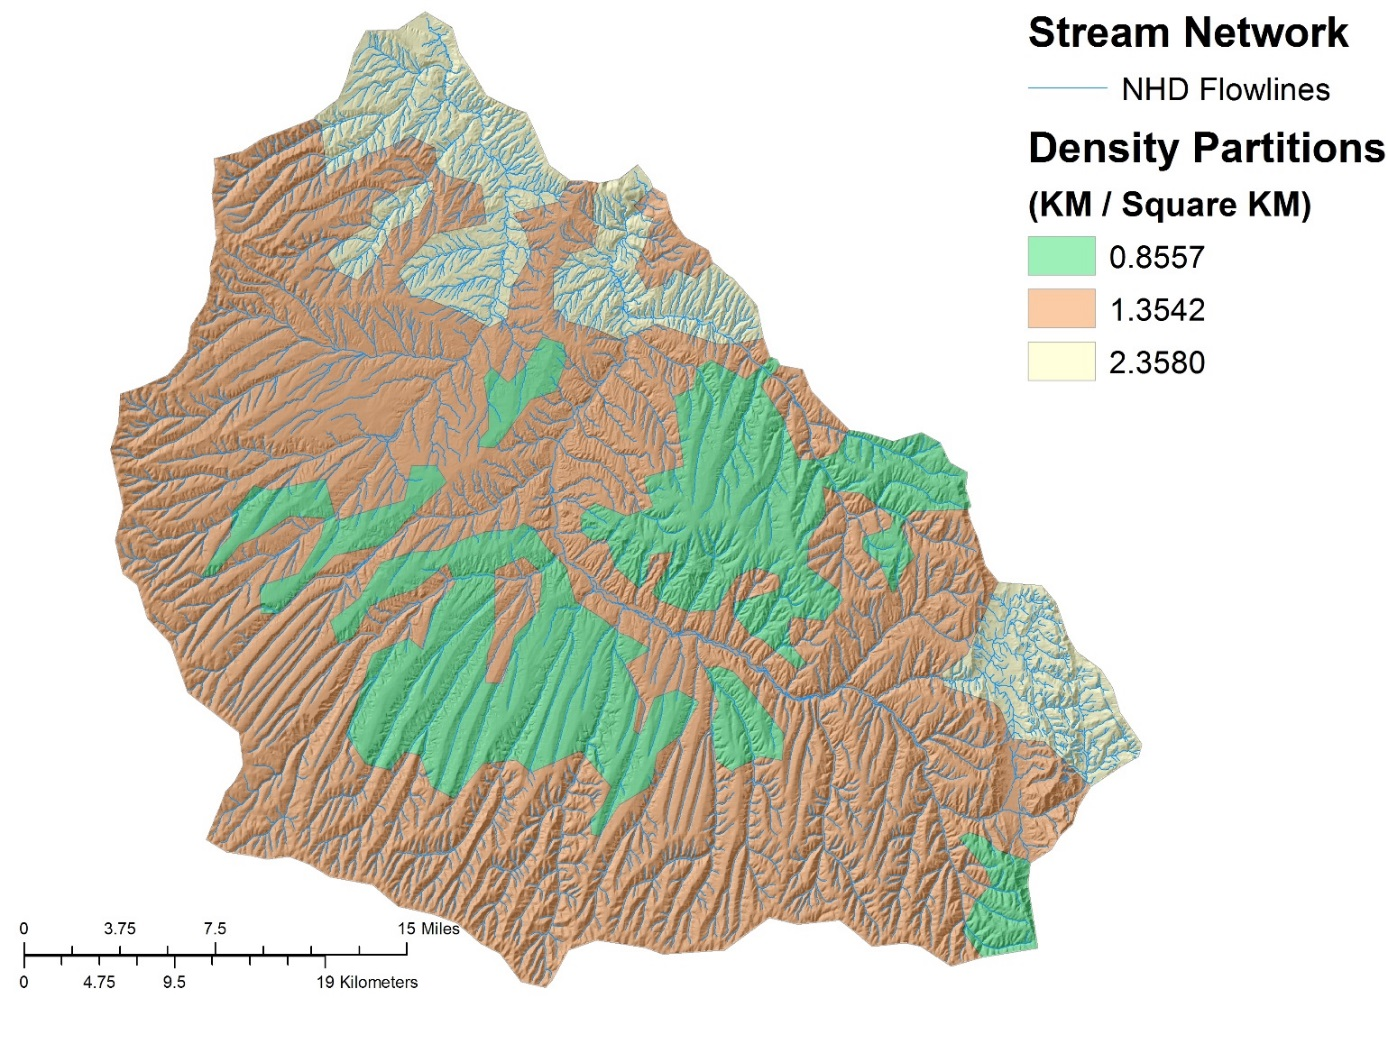 Stream Network
NHD Flowlines
Density Partitions
(KM / Square KM)
0.8557
1.3542
2.3580
0 3.75 7.5 15 Miles
0 4.75 9.5 19 Kilometers